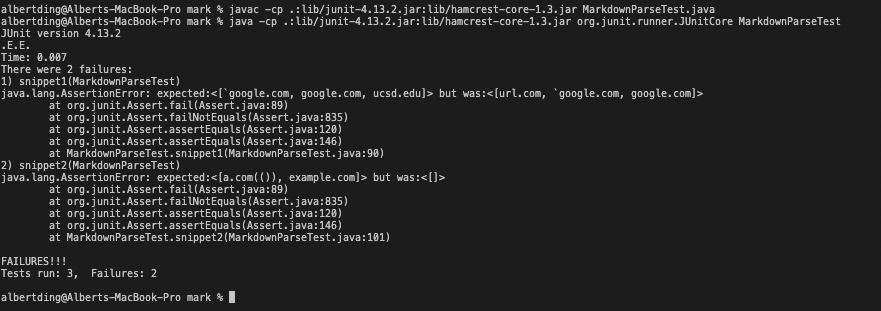 albertding@Alberts-MacBook-Pro mark % javac -cp .:lib/junit-4.13.2.jar:lib/hamcrest-core-1.3.jar MarkdownParseTest.java
albertding@Alberts-MacBook-Pro mark % java -cp .:lib/junit-4.13.2.jar:lib/hamcrest-core-1.3.jar org.junit.runner.JUnitCore MarkdownParseTest
JUnit version 4.13.2
.E.E.
Time: 0.007
There were 2 failures:
1) snippet1(MarkdownParseTest)
java.lang.AssertionError: expected:<[`google.com, google.com, ucsd.edu]> but was:<[url.com, `google.com, google.com]>
        at org.junit.Assert.fail(Assert.java:89)
        at org.junit.Assert.failNotEquals(Assert.java:835)
        at org.junit.Assert.assertEquals(Assert.java:120)
        at org.junit.Assert.assertEquals(Assert.java:146)
        at MarkdownParseTest.snippet1(MarkdownParseTest.java:90)
2) snippet2(MarkdownParseTest)
java.lang.AssertionError: expected:<[a.com(()), example.com]> but was:<[]>
        at org.junit.Assert.fail(Assert.java:89)
        at org.junit.Assert.failNotEquals(Assert.java:835)
        at org.junit.Assert.assertEquals(Assert.java:120)
        at org.junit.Assert.assertEquals(Assert.java:146)
        at MarkdownParseTest.snippet2(MarkdownParseTest.java:101)

FAILURES!!!
Tests run: 3,  Failures: 2

albertding@Alberts-MacBook-Pro mark %